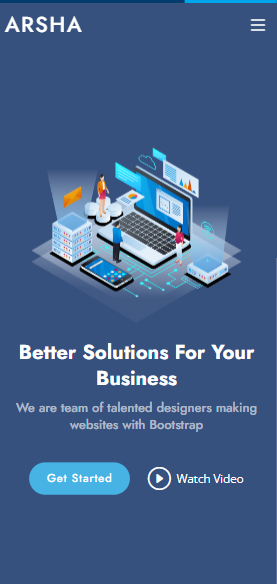 ARSHA
Better Solutions For Your
Business
We are team of talented designers making
websites with Bootstrap
Get Started
Watch Video